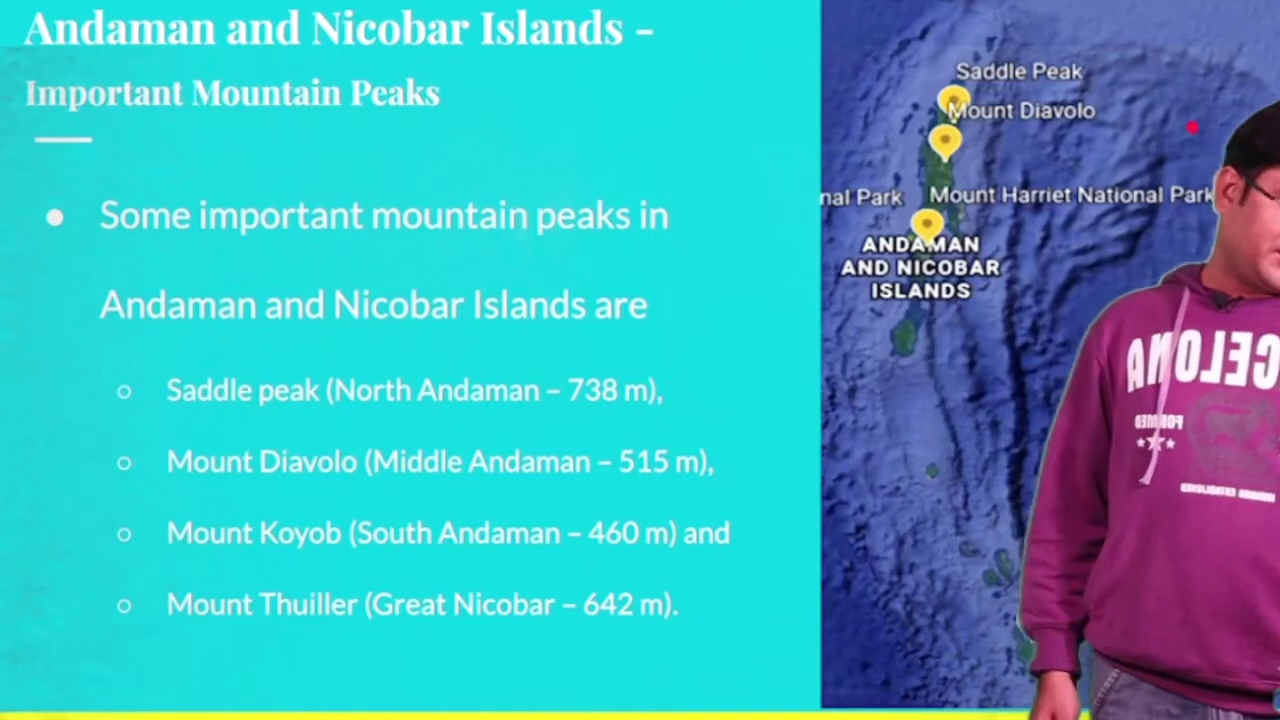 Andaman and Nicobar Islands -
Important Mountain Peaks
Some important mountain peaks in
Andaman and Nicobar Islands are
Saddle peak (North Andaman – 738 m),
Mount Diavolo (Middle Andaman – 515 m),
Mount Koyob (South Andaman – 460 m) and
Mount Thuiller (Great Nicobar – 642 m).
Saddle Peak
Mount Diavolo
nal Park
Mount Harriet National Park
ANDAMAN
AND NICOBAR
ISLANDS
CELONA